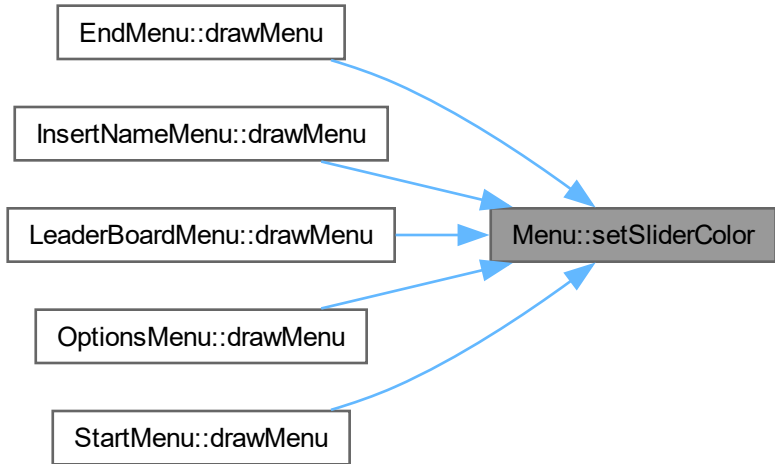 EndMenu::drawMenu
InsertNameMenu::drawMenu
LeaderBoardMenu::drawMenu
Menu::setSliderColor
OptionsMenu::drawMenu
StartMenu::drawMenu